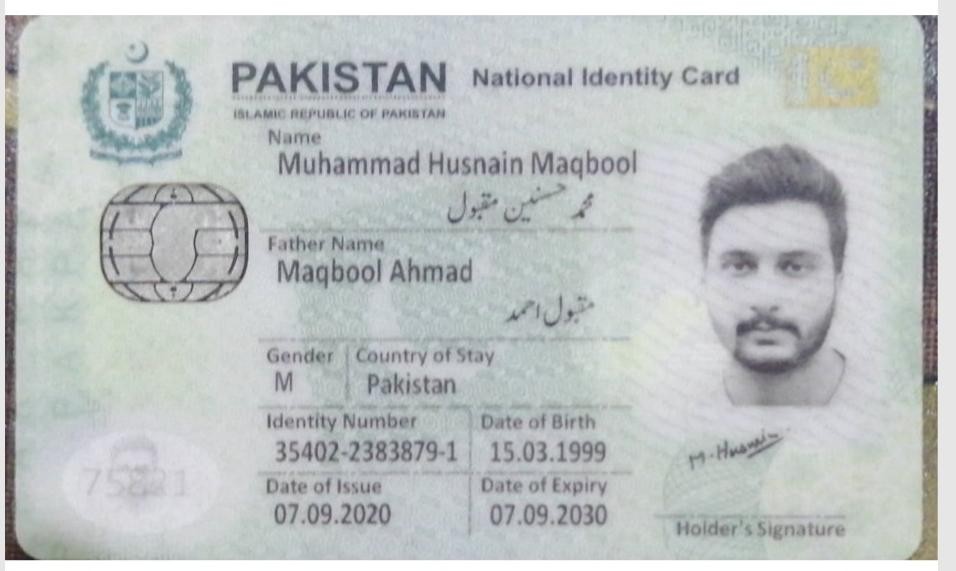 PAKISTAN National Identity Card
ISLAMIC REPUBLIC OF PAKISTAN
Name
Muhammad Husnain Maqbool
محمد حسنین مقبول
Father Name
Maqbool Ahmad
مقبول احمد
Gender Country of Stay
M Pakistan
Identity Number Date of Birth
35402-2383879-1 15.03.1999
Date of Issue Date of Expiry
07.09.2020 07.09.2030
M-Husnain
Holder's Signature